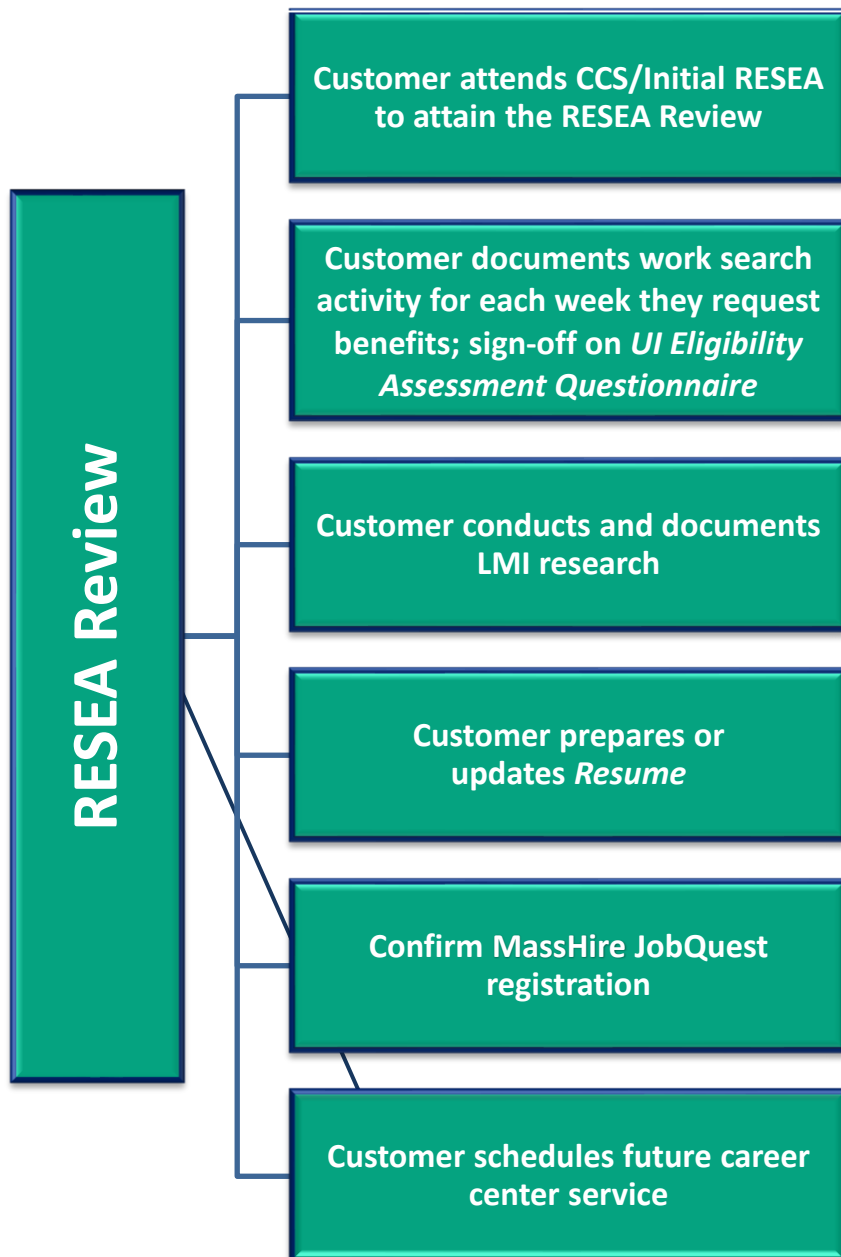 RESEA Review
Customer attends CCS/Initial RESEA
to attain the RESEA Review
Customer documents work search
activity for each week they request
benefits; sign-off on UI Eligibility
Assessment Questionnaire
Customer conducts and documents
LMI research
Customer prepares or
updates Resume
Confirm MassHire JobQuest
registration
Customer schedules future career
center service